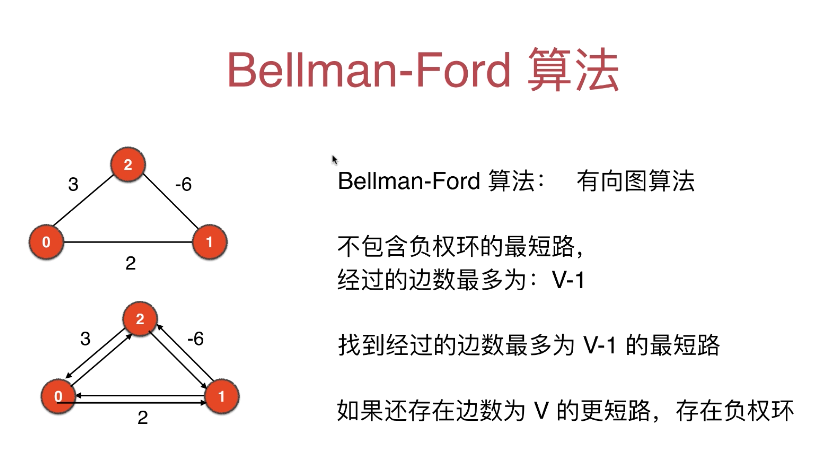 Bellman-Ford 算法
2
3
-6
0
1
2
Bellman-Ford 算法： 有向图算法
不包含负权环的最短路，
经过的边数最多为：V-1
2
3
-6
0
1
2
找到经过的边数最多为 V-1 的最短路
如果还存在边数为 V 的更短路，存在负权环